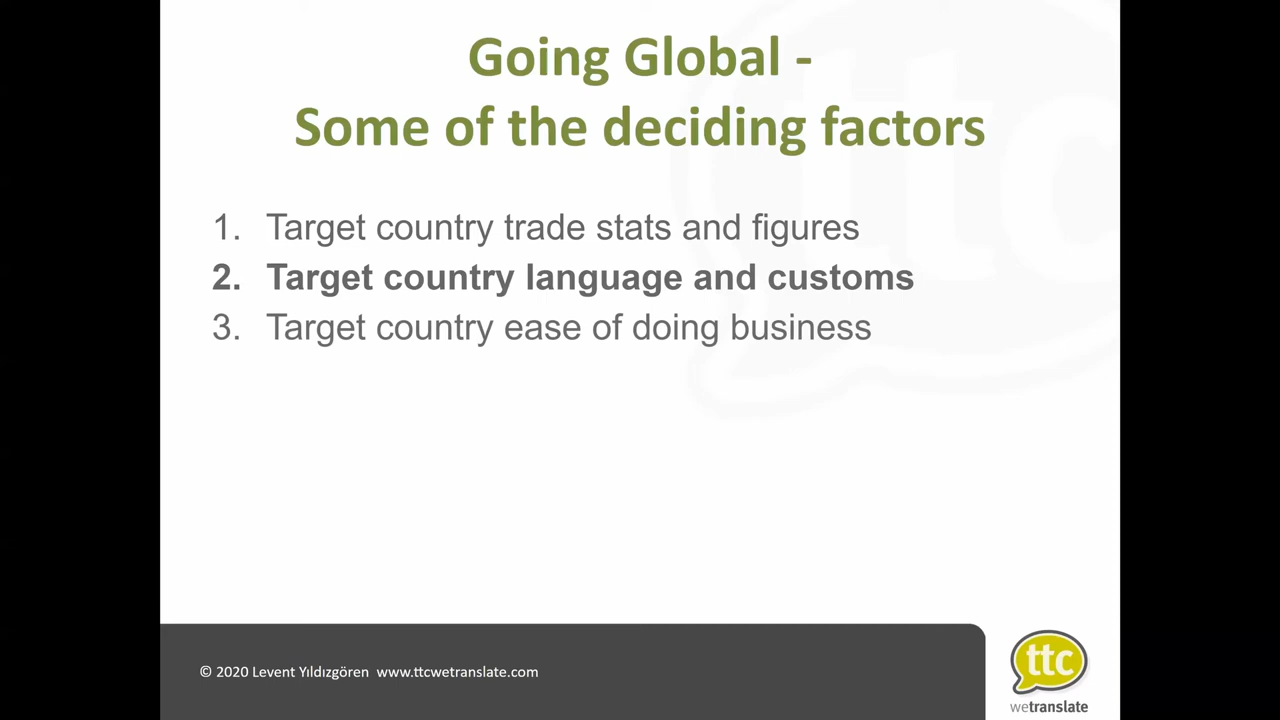 Going Global -
Some of the deciding factors
1. Target country trade stats and figures
2. Target country language and customs
3. Target country ease of doing business
© 2020 Levent Yıldızgören www.ttcwetranslate.com
ttc
wetranslate